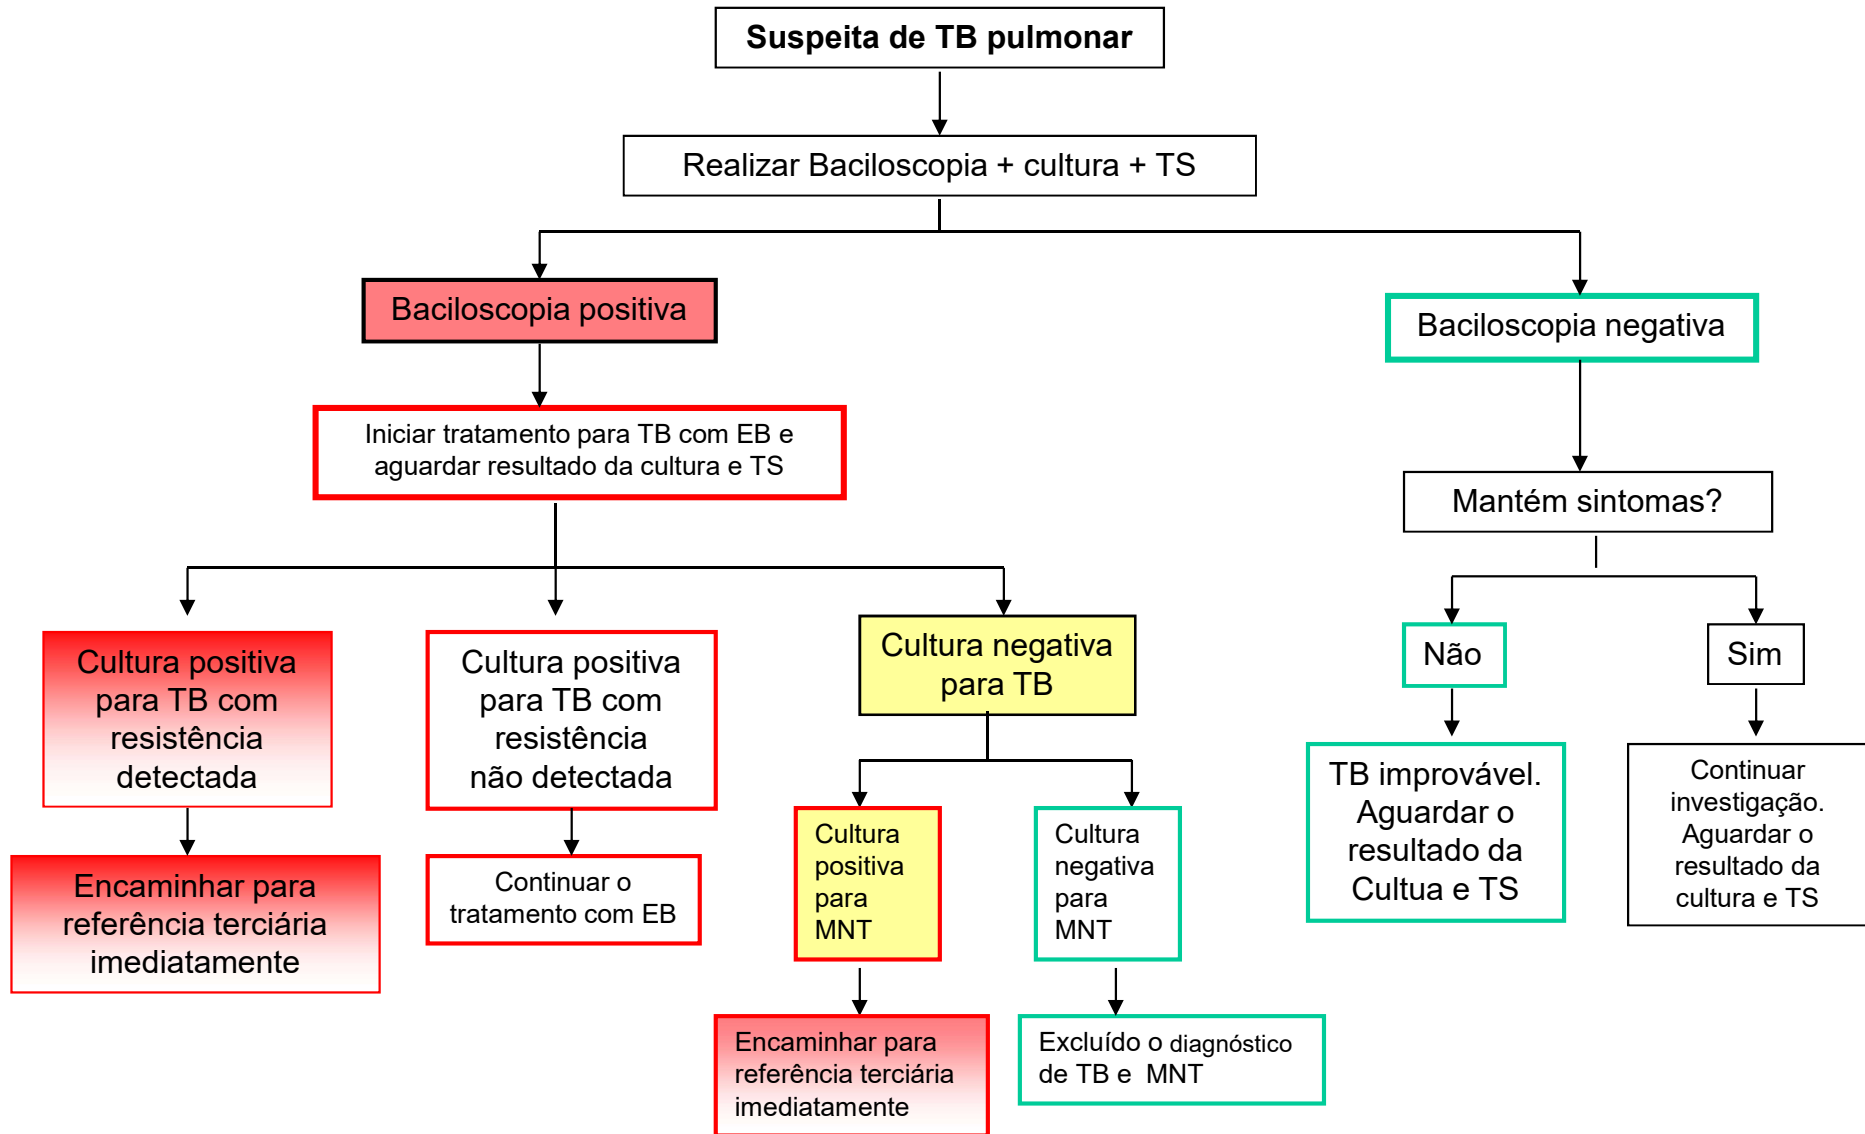 Suspeita de TB pulmonar
Realizar Baciloscopia + cultura + TS
Baciloscopia positiva
Baciloscopia negativa
Iniciar tratamento para TB com EB e
aguardar resultado da cultura e TS
Mantém sintomas?
Cultura positiva
para TB com
resistência
detectada
Cultura positiva
para TB com
resistência
não detectada
Cultura negativa
para TB
Não
Sim
Encaminhar para
referência terciária
imediatamente
Continuar o
tratamento com EB
Cultura
positiva
para
MNT
Cultura
negativa
para
MNT
TB improvável.
Aguardar o
resultado da
Cultua e TS
Continuar
investigação.
Aguardar o
resultado da
cultura e TS
Encaminhar para
referência terciária
imediatamente
Excluído o diagnóstico
de TB e MNT